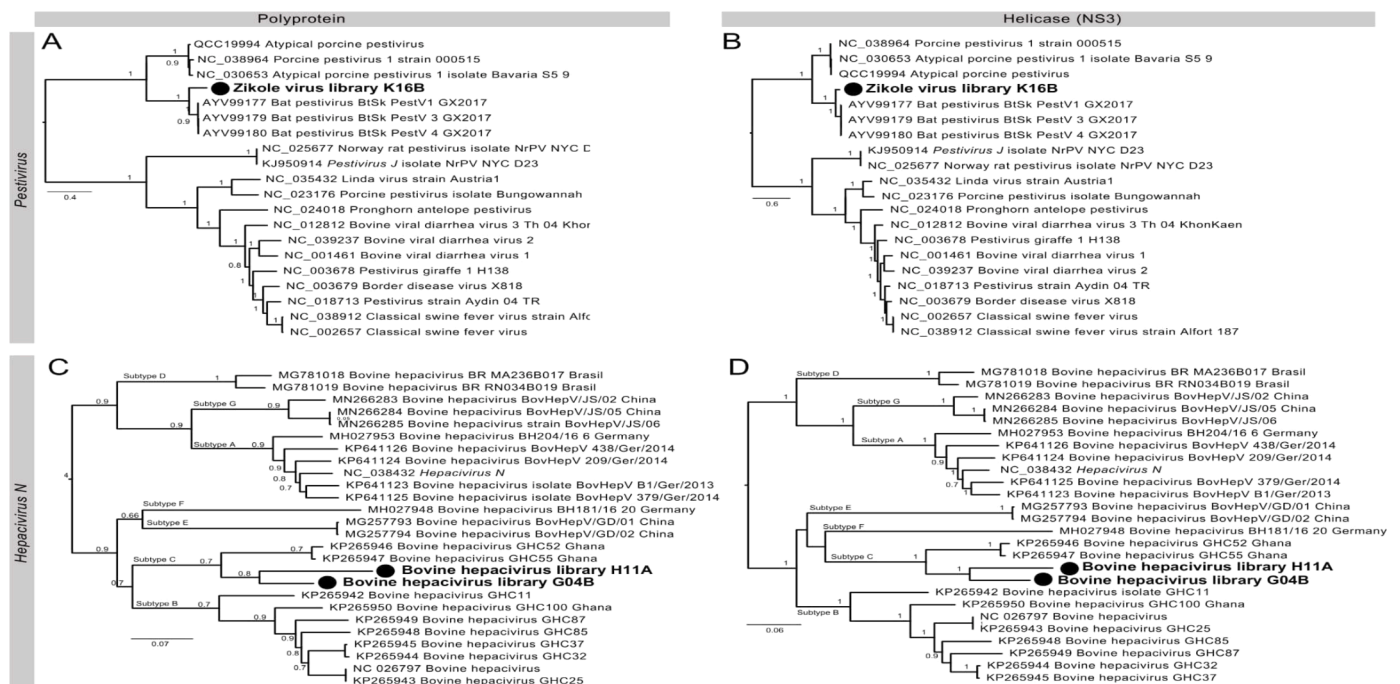 Polyprotein
Helicase (NS3)
Pestivirus
A
QCC19994 Atypical porcine pestivirus
NC_038964 Porcine pestivirus 1 strain 000515
NC_030653 Atypical porcine pestivirus 1 isolate Bavaria S5 9
Zikole virus library K16B
AYV99177 Bat pestivirus BtSk PestV1 GX2017
AYV99179 Bat pestivirus BtSk PestV 3 GX2017
AYV99180 Bat pestivirus BtSk PestV 4 GX2017
NC_025677 Norway rat pestivirus isolate NrPV NYC D
KJ950914 Pestivirus J isolate NrPV NYC D23
NC_035432 Linda virus strain Austria1
NC_023176 Porcine pestivirus isolate Bungowannah
NC_024018 Pronghorn antelope pestivirus
NC_012812 Bovine viral diarrhea virus 3 Th 04 Khor
NC_039237 Bovine viral diarrhea virus 2
NC_001461 Bovine viral diarrhea virus 1
NC_003678 Pestivirus giraffe 1 H138
NC_003679 Border disease virus X818
NC_018713 Pestivirus strain Aydin 04 TR
NC_038912 Classical swine fever virus strain Alfo
NC_002657 Classical swine fever virus
0.4
B
NC_038964 Porcine pestivirus 1 strain 000515
NC_030653 Atypical porcine pestivirus 1 isolate Bavaria S5 9
QCC19994 Atypical porcine pestivirus
Zikole virus library K16B
AYV99177 Bat pestivirus BtSk PestV1 GX2017
AYV99179 Bat pestivirus BtSk PestV 3 GX2017
AYV99180 Bat pestivirus BtSk PestV 4 GX2017
KJ950914 Pestivirus J isolate NrPV NYC D23
NC_025677 Norway rat pestivirus isolate NrPV NYC D23
NC_035432 Linda virus strain Austria1
NC_023176 Porcine pestivirus isolate Bungowannah
NC_024018 Pronghorn antelope pestivirus
NC_012812 Bovine viral diarrhea virus 3 Th 04 KhonKaen
NC_003678 Pestivirus giraffe 1 H138
NC_001461 Bovine viral diarrhea virus 1
NC_039237 Bovine viral diarrhea virus 2
NC_018713 Pestivirus strain Aydin 04 TR
NC_003679 Border disease virus X818
NC_002657 Classical swine fever virus
NC_038912 Classical swine fever virus strain Alfort 187
0.6
Hepacivirus N
C
Subtype D
MG781018 Bovine hepacivirus BR MA236B017 Brasil
MG781019 Bovine hepacivirus BR RN034B019 Brasil
Subtype G
MN266283 Bovine hepacivirus BovHepV/JS/02 China
MN266284 Bovine hepacivirus BovHepV/JS/05 China
MN266285 Bovine hepacivirus strain BovHepV/JS/06
Subtype A
MH027953 Bovine hepacivirus BH204/16 6 Germany
KP641126 Bovine hepacivirus BovHepV 438/Ger/2014
KP641124 Bovine hepacivirus BovHepV 209/Ger/2014
NC_038432 Hepacivirus N
KP641123 Bovine hepacivirus isolate BovHepV B1/Ger/2013
KP641125 Bovine hepacivirus isolate BovHepV 379/Ger/2014
Subtype F
MH027948 Bovine hepacivirus BH181/16 20 Germany
Subtype E
MG257793 Bovine hepacivirus BovHepV/GD/01 China
MG257794 Bovine hepacivirus BovHepV/GD/02 China
Subtype C
KP265946 Bovine hepacivirus GHC52 Ghana
KP265947 Bovine hepacivirus GHC55 Ghana
Bovine hepacivirus library H11A
Bovine hepacivirus library G04B
Subtype B
KP265942 Bovine hepacivirus GHC11
KP265950 Bovine hepacivirus GHC100 Ghana
KP265949 Bovine hepacivirus GHC87
KP265948 Bovine hepacivirus GHC85
KP265945 Bovine hepacivirus GHC37
KP265944 Bovine hepacivirus GHC32
NC 026797 Bovine hepacivirus
KP265943 Bovine hepacivirus GHC25
0.07
D
Subtype D
MG781018 Bovine hepacivirus BR MA236B017 Brasil
MG781019 Bovine hepacivirus BR RN034B019 Brasil
Subtype G
MN266283 Bovine hepacivirus BovHepV/JS/02 China
MN266284 Bovine hepacivirus BovHepV/JS/05 China
MN266285 Bovine hepacivirus BovHepV/JS/06
Subtype A
MH027953 Bovine hepacivirus BH204/16 6 Germany
KP641126 Bovine hepacivirus BovHepV 438/Ger/2014
KP641124 Bovine hepacivirus BovHepV 209/Ger/2014
NC_038432 Hepacivirus N
KP641125 Bovine hepacivirus BovHepV 379/Ger/2014
KP641123 Bovine hepacivirus BovHepV B1/Ger/2013
Subtype E
MG257793 Bovine hepacivirus BovHepV/GD/01 China
MG257794 Bovine hepacivirus BovHepV/GD/02 China
Subtype F
MH027948 Bovine hepacivirus BH181/16 20 Germany
Subtype C
KP265946 Bovine hepacivirus GHC52 Ghana
KP265947 Bovine hepacivirus GHC55 Ghana
Bovine hepacivirus library H11A
Bovine hepacivirus library G04B
Subtype B
KP265942 Bovine hepacivirus isolate GHC11
KP265950 Bovine hepacivirus GHC100 Ghana
NC_026797 Bovine hepacivirus
KP265943 Bovine hepacivirus GHC25
KP265948 Bovine hepacivirus GHC85
KP265949 Bovine hepacivirus GHC87
KP265944 Bovine hepacivirus GHC32
KP265945 Bovine hepacivirus GHC37
0.06